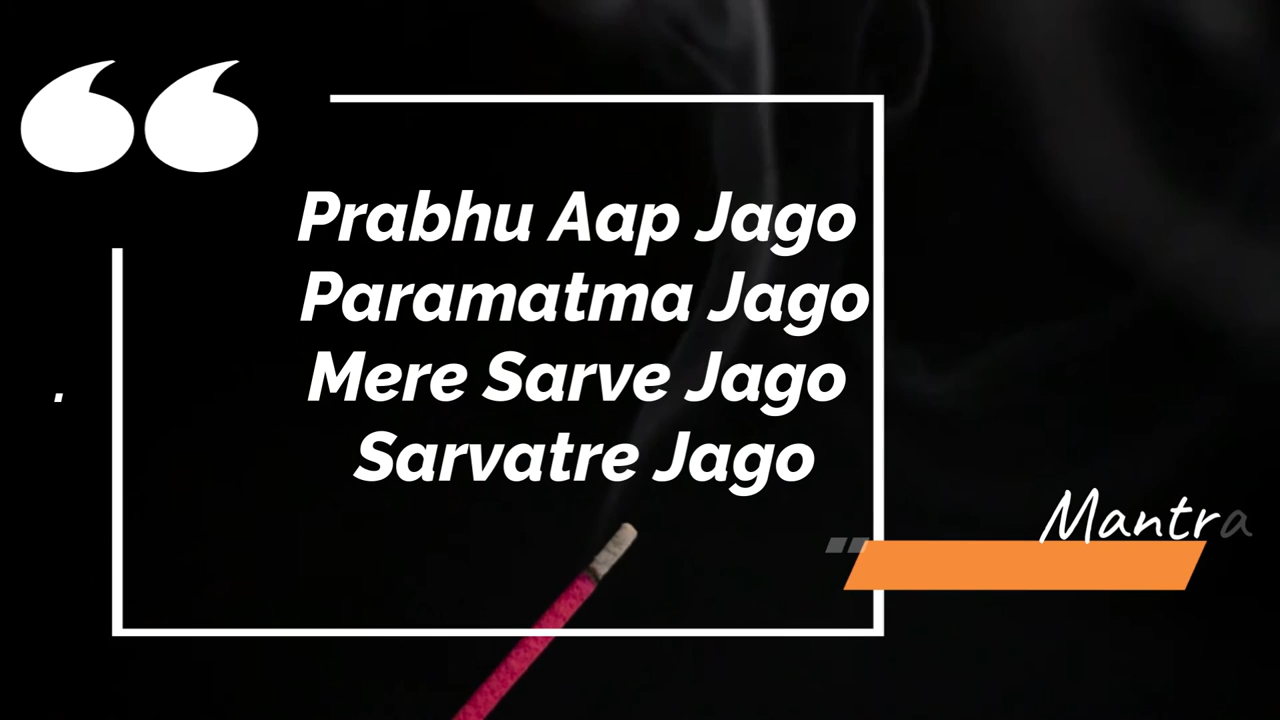 Prabhu Aap Jago
Paramatma Jago
Mere Sarve Jago
Sarvatre Jago
.
Mantra